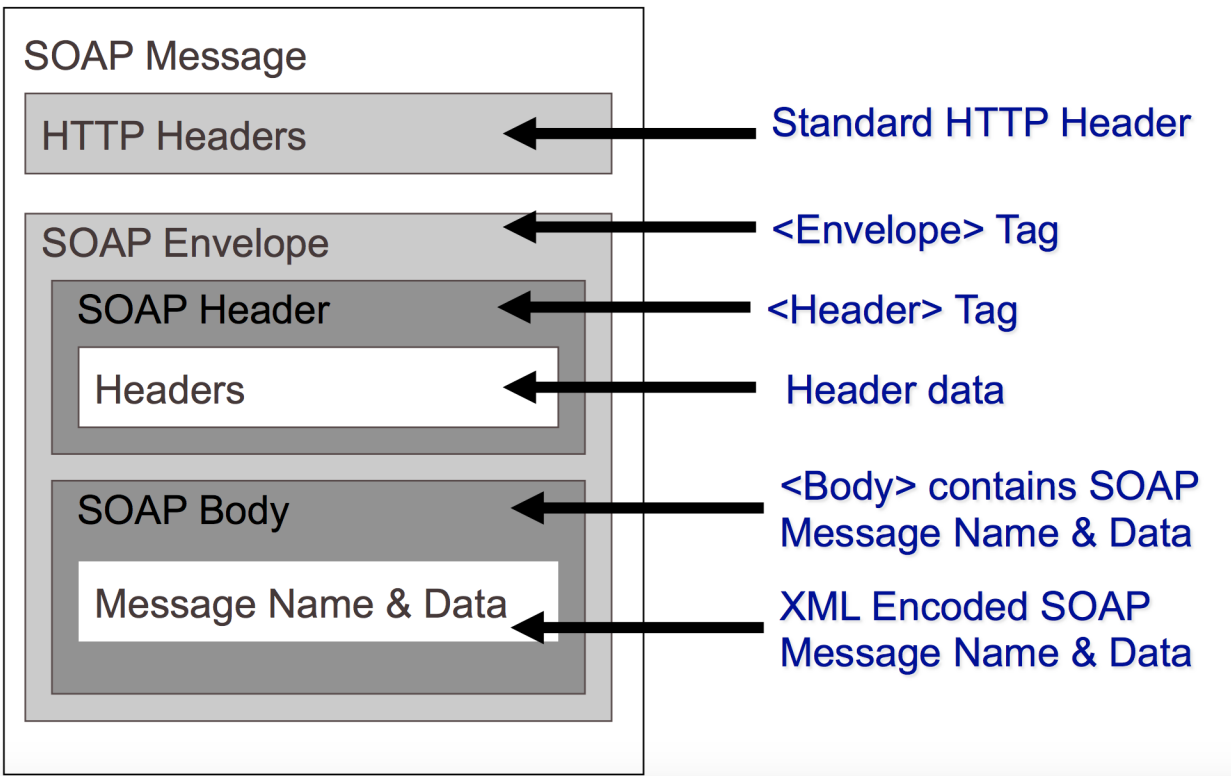 SOAP Message
HTTP Headers
Standard HTTP Header
SOAP Envelope
<Envelope> Tag
SOAP Header
<Header> Tag
Headers
Header data
SOAP Body
<Body> contains SOAP
Message Name & Data
Message Name & Data
XML Encoded SOAP
Message Name & Data